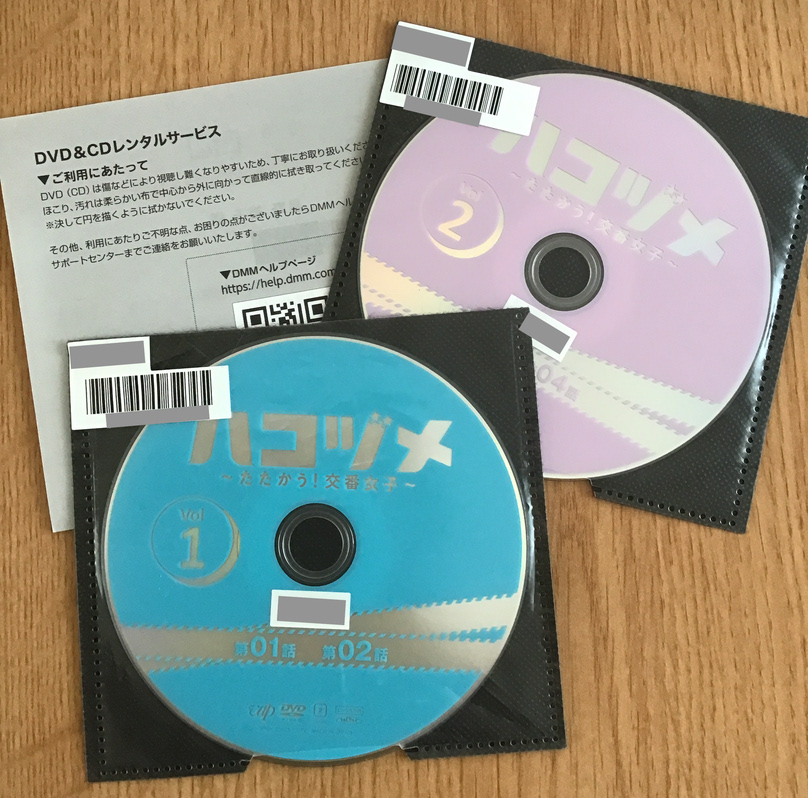 DVD&CDレンタルサービス
▼ご利用にあたって
DVD（CD）は傷などにより視聴し難くなりやすいため、丁寧にお取り扱いくだ
ほこり、汚れは柔らかい布で中心から外に向かって直線的に拭き取ってください
※決して円を描くように拭かないでください。
その他、利用にあたりご不明な点、お困りの点がございましたらDMMヘル
サポートセンターまでご連絡をお願いいたします。
▼DMMヘルプページ
https://help.dmm.com
ハコヅメ
〜たたかう！交番女子〜
Vol
2
04話
ハコヅメ
〜たたかう！交番女子〜
Vol
1
第01話 第02話
vap DVD 2